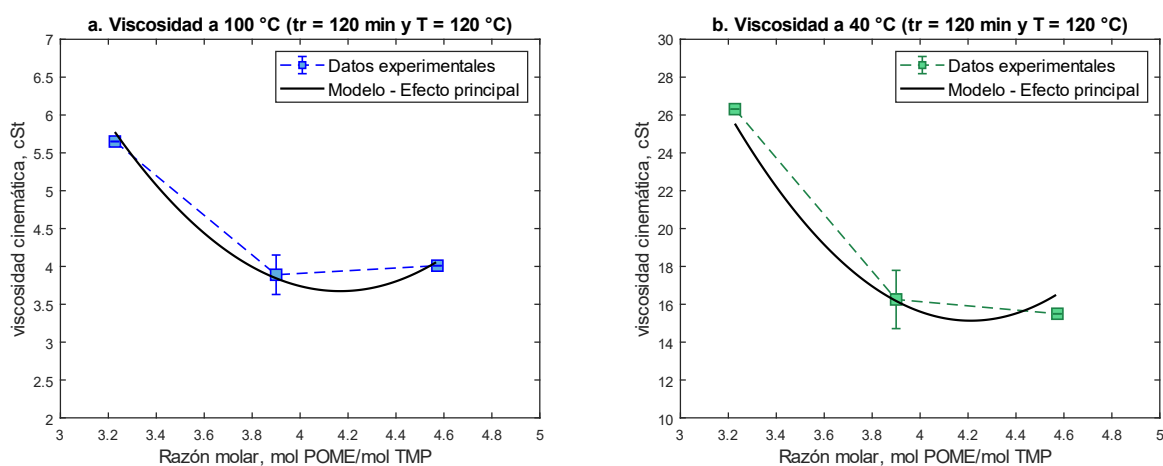 a. Viscosidad a 100 °C (tr = 120 min y T = 120 °C)
7
6.5
6
5.5
5
4.5
4
3.5
3
2.5
2
viscosidad cinemática, cSt
Datos experimentales
Modelo - Efecto principal
3 3.2 3.4 3.6 3.8 4 4.2 4.4 4.6 4.8 5
Razón molar, mol POME/mol TMP
b. Viscosidad a 40 °C (tr = 120 min y T = 120 °C)
30
28
26
24
22
20
18
16
14
12
10
viscosidad cinemática, cSt
Datos experimentales
Modelo - Efecto principal
3 3.2 3.4 3.6 3.8 4 4.2 4.4 4.6 4.8 5
Razón molar, mol POME/mol TMP